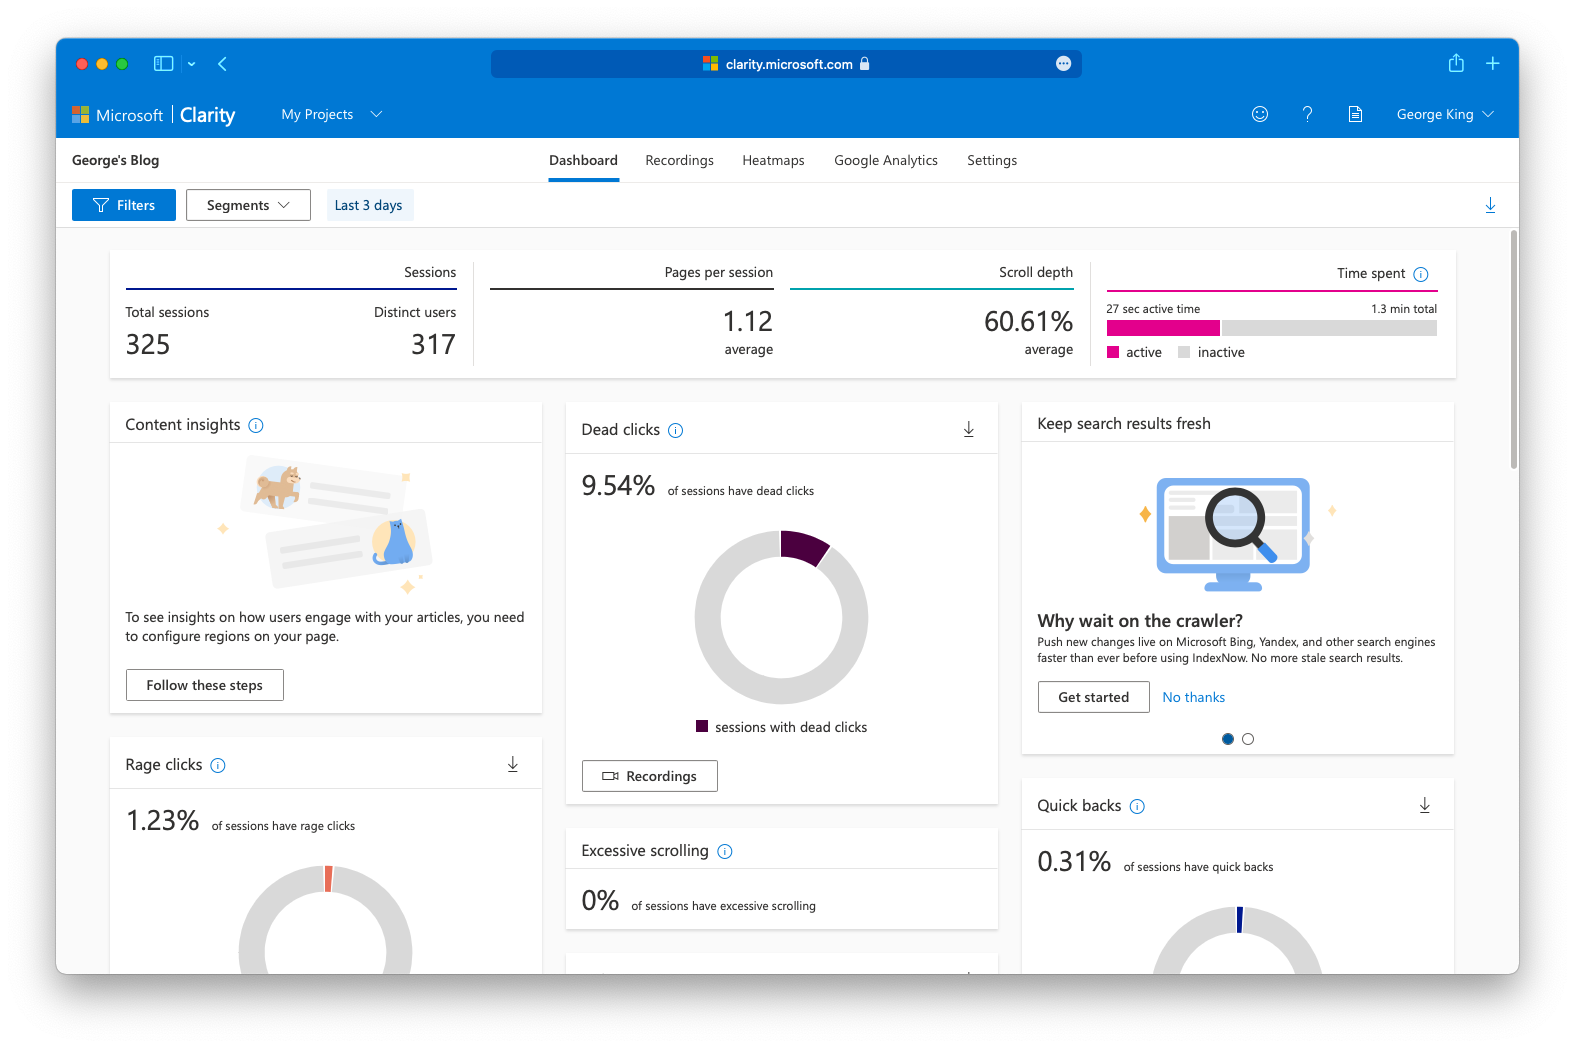 clarity.microsoft.com
Microsoft | Clarity
My Projects
?
George King
George's Blog
Dashboard
Recordings
Heatmaps
Google Analytics
Settings
Filters
Segments
Last 3 days
Sessions
Total sessions
Distinct users
325
317
Pages per session
1.12
average
Scroll depth
60.61%
average
Time spent
27 sec active time
1.3 min total
active
inactive
Content insights
To see insights on how users engage with your articles, you need
to configure regions on your page.
Follow these steps
Dead clicks
9.54% of sessions have dead clicks
sessions with dead clicks
Recordings
Keep search results fresh
Why wait on the crawler?
Push new changes live on Microsoft Bing, Yandex, and other search engines
faster than ever before using IndexNow. No more stale search results.
Get started
No thanks
Rage clicks
1.23% of sessions have rage clicks
Excessive scrolling
0% of sessions have excessive scrolling
Quick backs
0.31% of sessions have quick backs